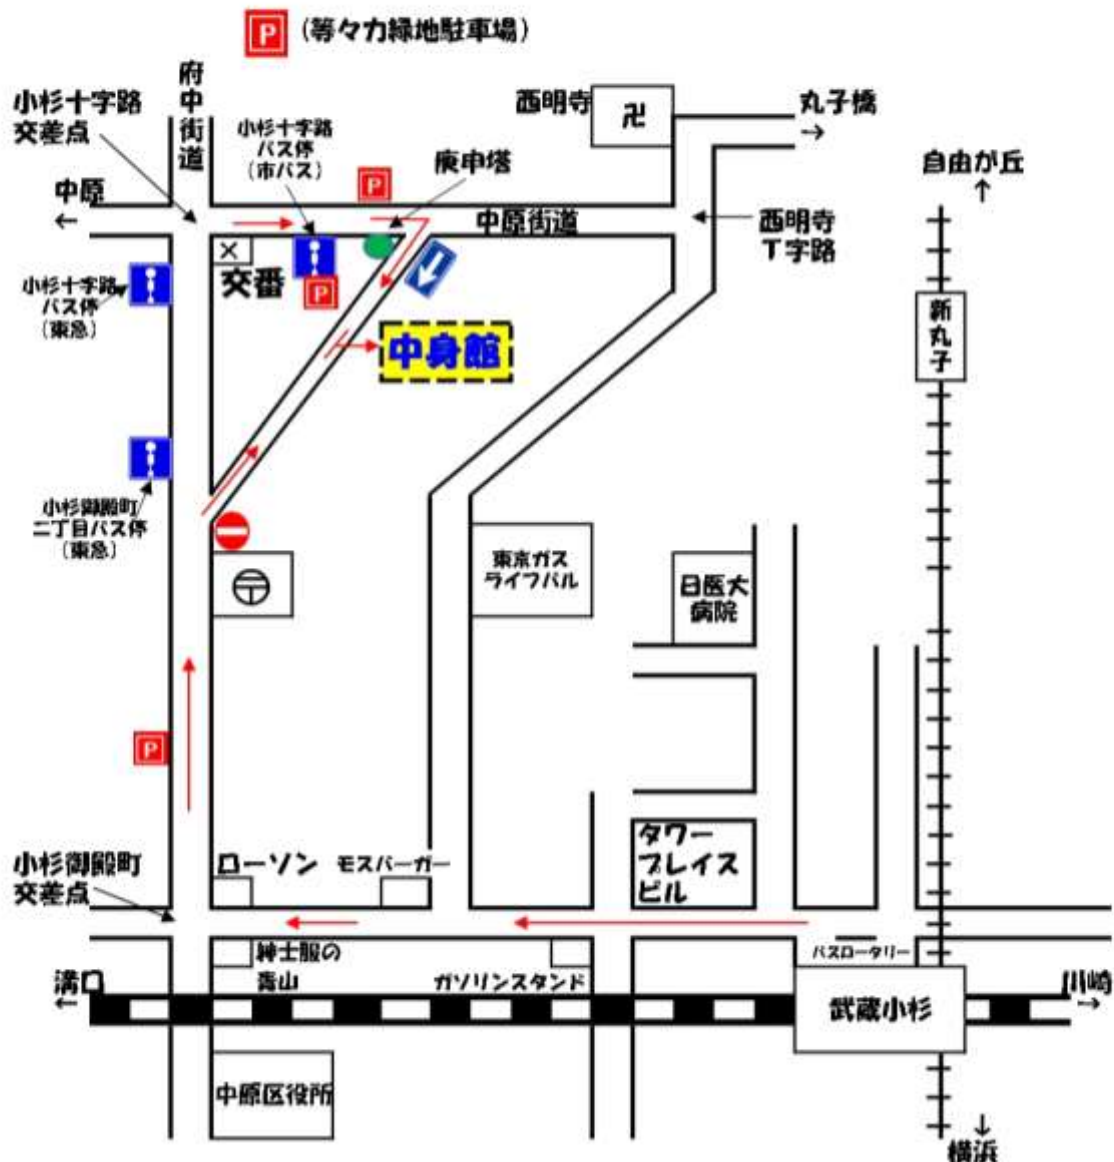 P
(等々力緑地駐車場)
府中街道
小杉十字路
交差点
小杉十字路
バス停
(市バス)
西明寺
卍
丸子橋
→
庚申塔
自由が丘
↑
中原
←
P
中原街道
西明寺
T字路
交番
P
小杉十字路
バス停
(東急)
新丸子
中身館
小杉御殿町
二丁目バス停
(東急)
〒
東京ガス
ライフバル
日医大
病院
P
小杉御殿町
交差点
ローソン
モスバーガー
タワー
プレイス
ビル
紳士服の
青山
ガソリンスタンド
バスロータリー
溝口
←
武蔵小杉
川崎
→
中原区役所
↓
横浜